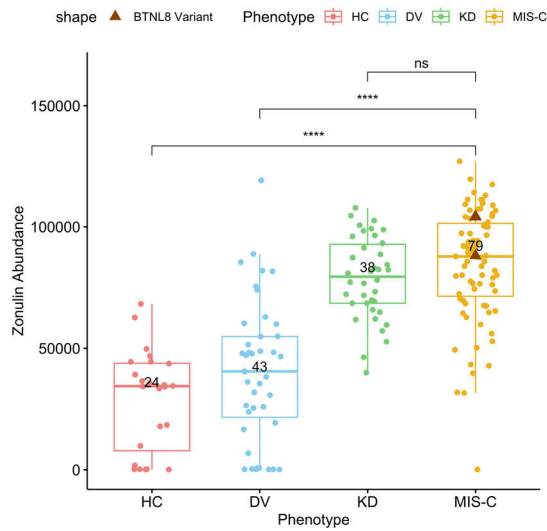 shape BTNL8 Variant Phenotype HC DV KD MIS-C
ns
****
****
150000
100000
50000
0
Zonulin Abundance
24
43
38
79
HC DV KD MIS-C
Phenotype